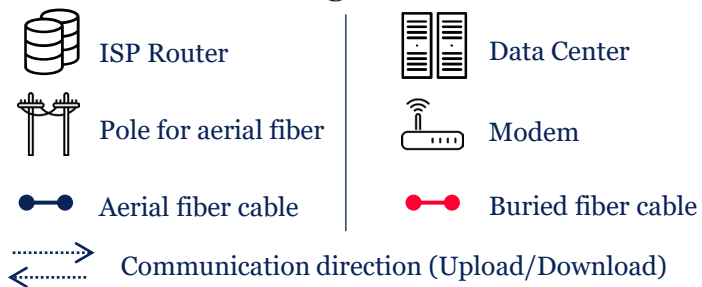 ISP Router
Data Center
Pole for aerial fiber
Modem
Aerial fiber cable
Buried fiber cable
Communication direction (Upload/Download)